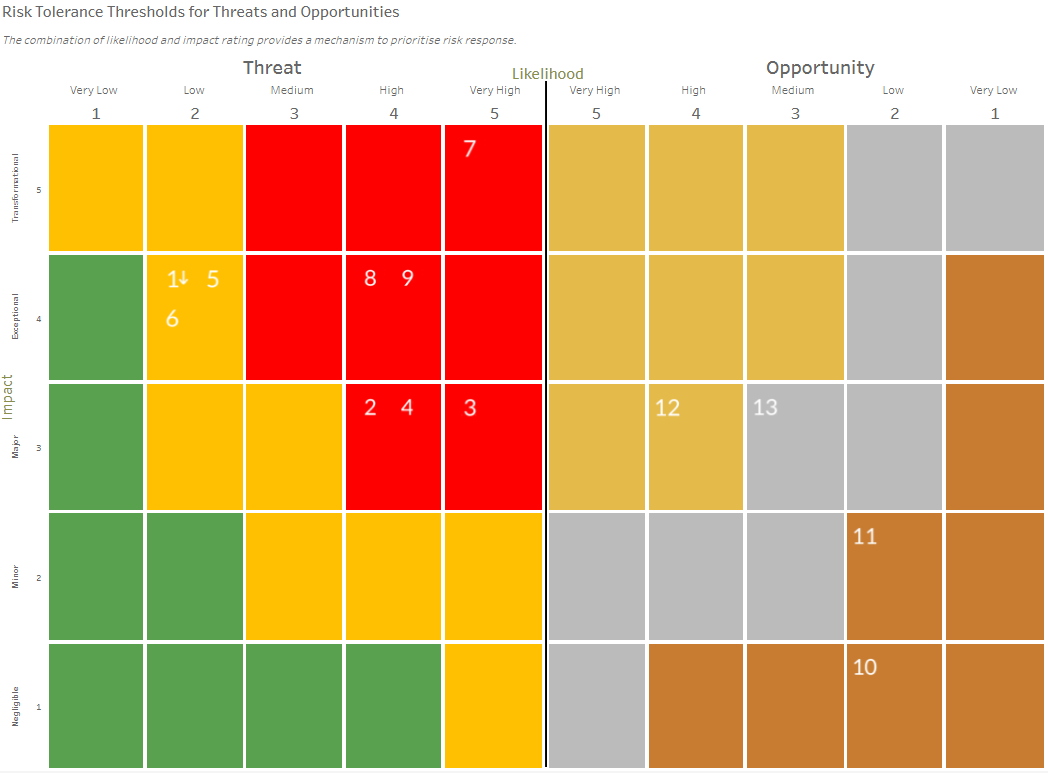 Risk Tolerance Thresholds for Threats and Opportunities
The combination of likelihood and impact rating provides a mechanism to prioritise risk response.
Threat
Likelihood
Opportunity
Very Low Low Medium High Very High Very High High Medium Low Very Low
1 2 3 4 5 5 4 3 2 1
Impact
Transformational 5
7
Exceptional 4
1↓ 5 8 9
6
Major 3
2 4 3 12 13
Minor 2
11
Negligible 1
10